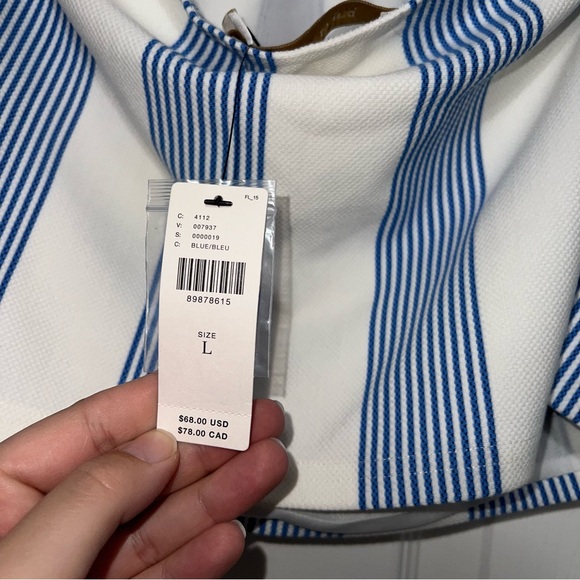 FL_15
C: 4112
V: 007937
S: 0000019
C: BLUE/BLEU
89878615
SIZE
L
$68.00 USD
$78.00 CAD